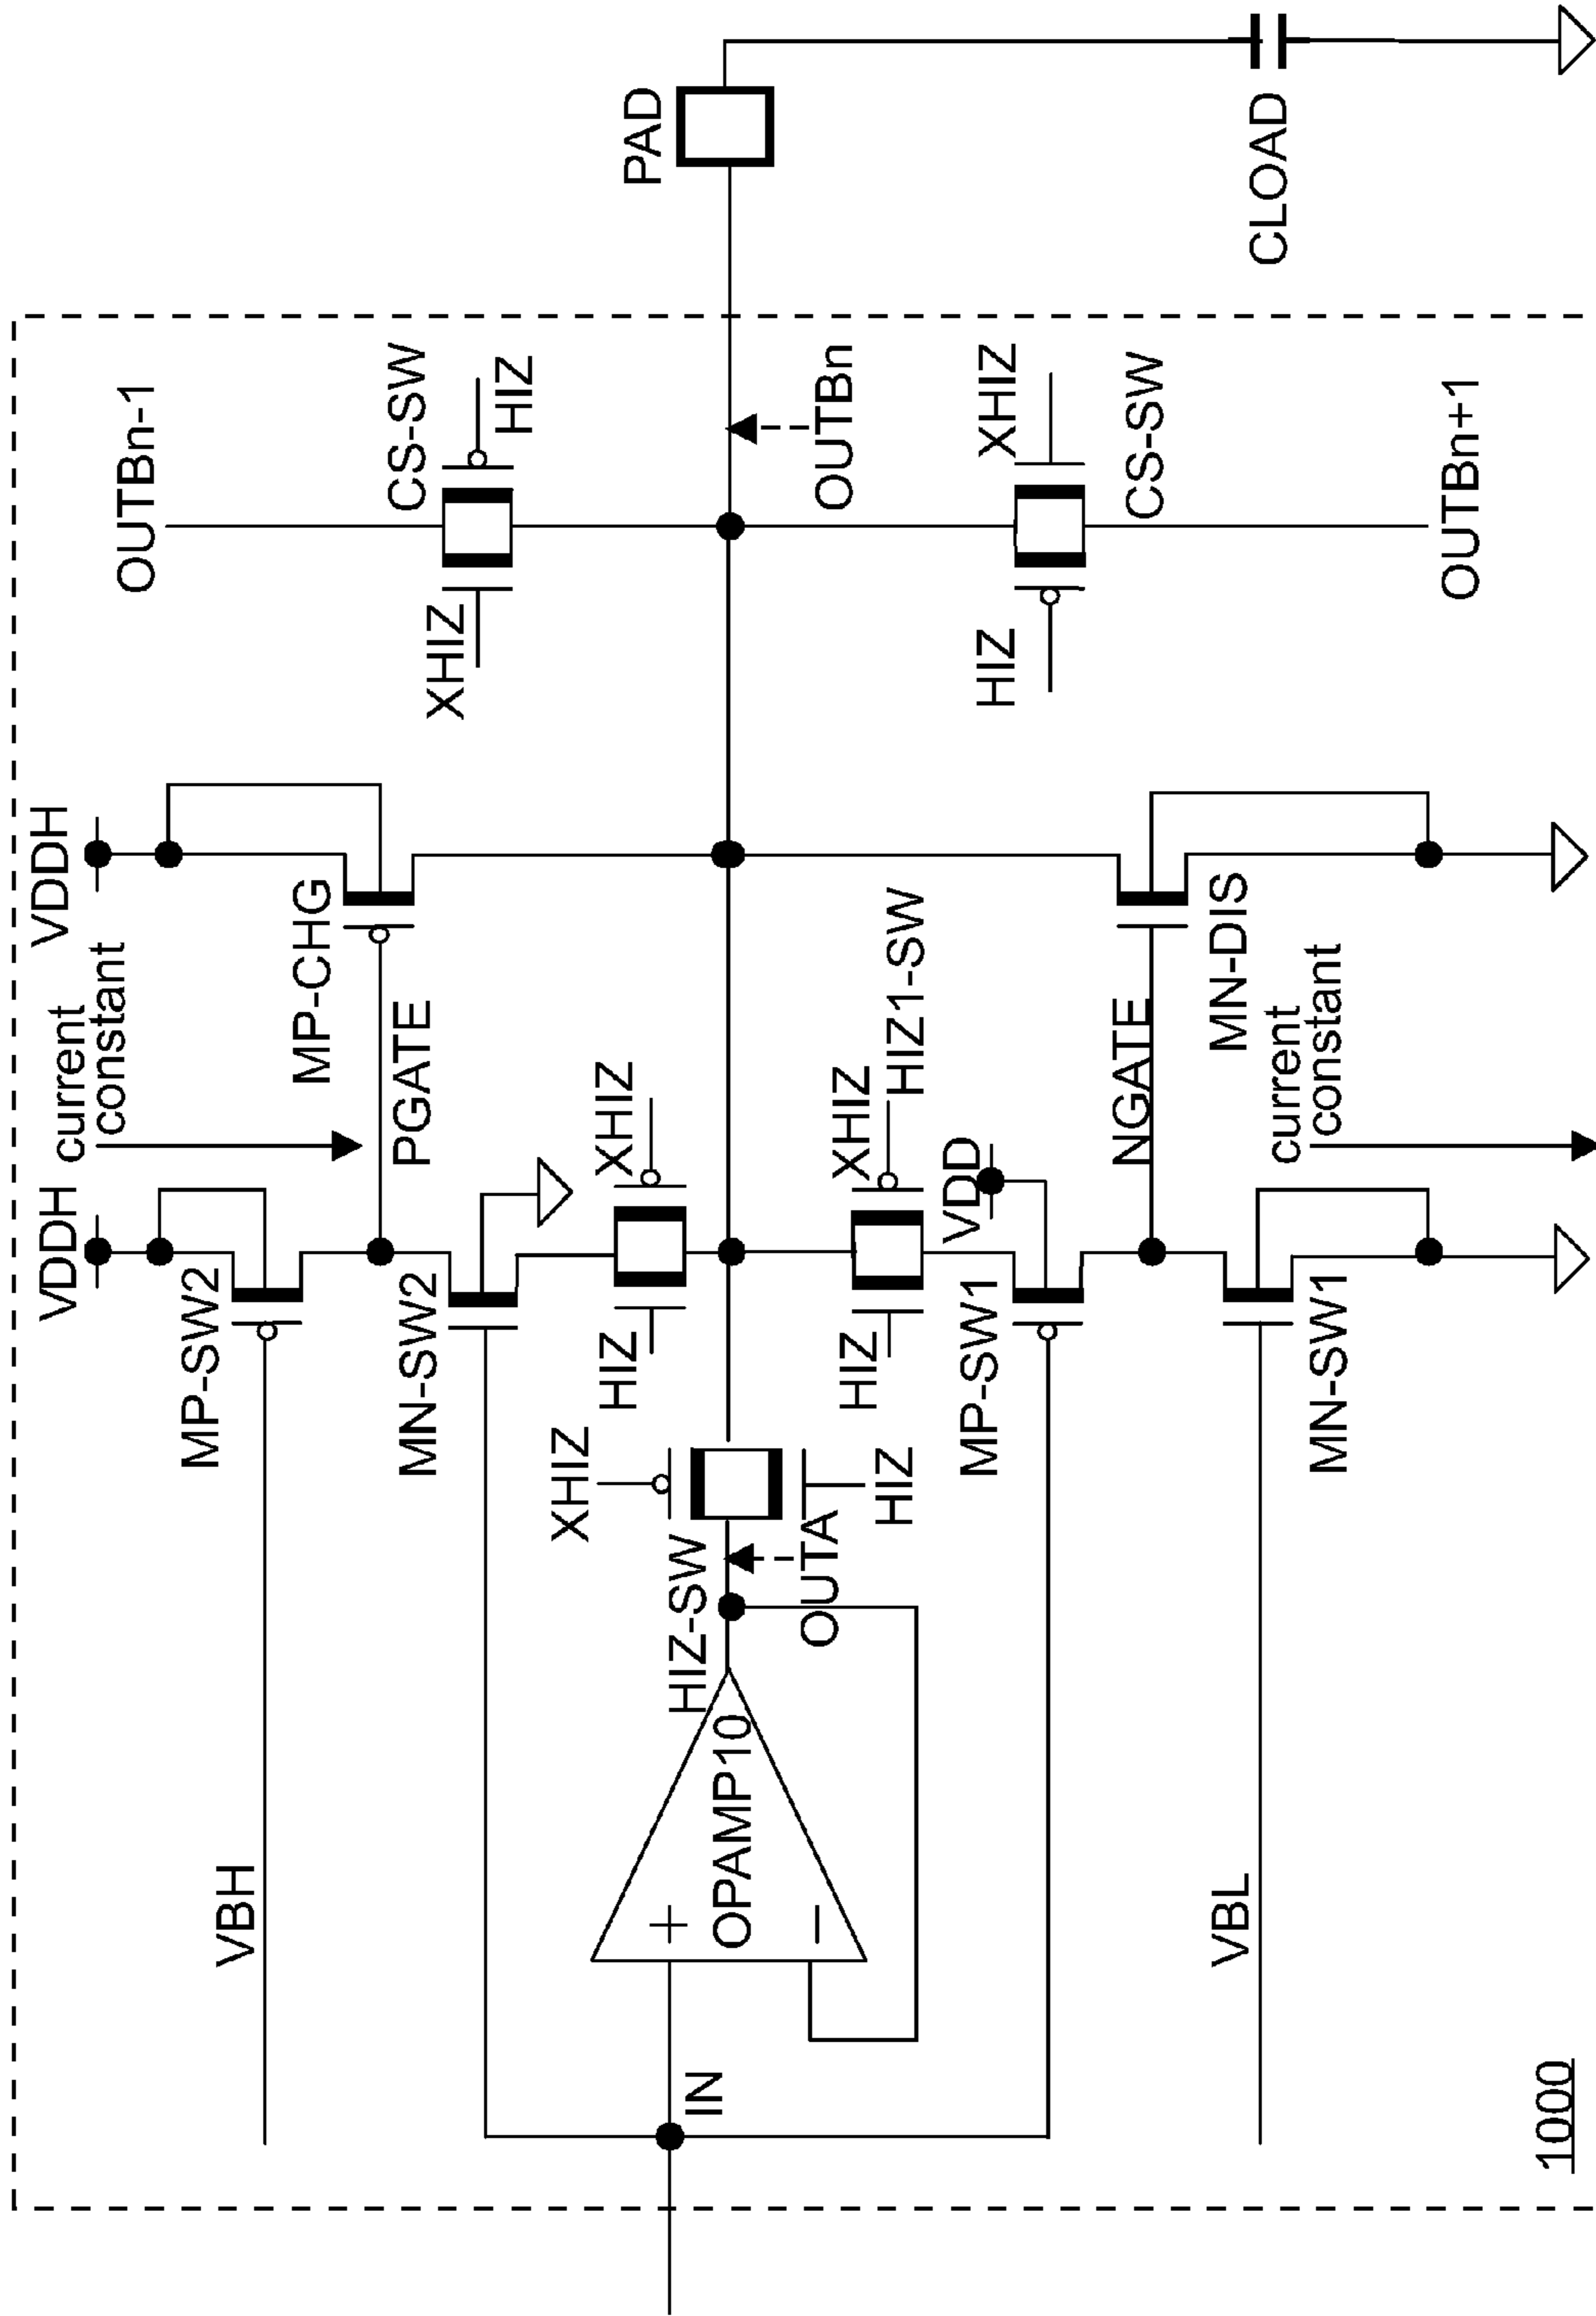 VDDH
VDDH
current
constant
MP-SW2
MP-CHG
VBH
PGATE
MN-SW2
OUTBn-1
CS-SW
XHIZ
HIZ
PAD
HIZ
XHIZ
XHIZ
HIZ-SW
IN
+
OPAMP10
−
OUTA
HIZ
OUTBn
HIZ
XHIZ
HIZ1-SW
VDD
MP-SW1
HIZ
XHIZ
CS-SW
NGATE
MN-DIS
VBL
MN-SW1
current
constant
OUTBn+1
CLOAD
1000